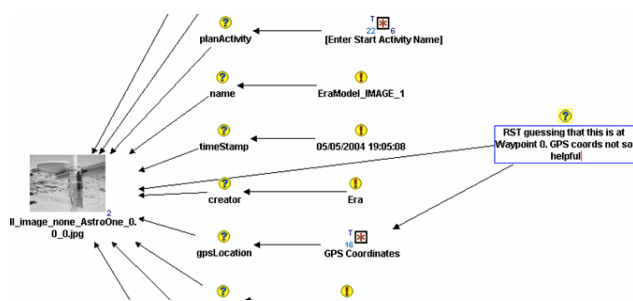 T
22 6
planActivity
[Enter Start Activity Name]
name
EraModel_IMAGE_1
timeStamp
05/05/2004 19:05:08
RST guessing that this is at
Waypoint 0. GPS coords not so
helpful
creator
Era
2
ll_image_none_AstroOne_0.
0_0.jpg
T
16
gpsLocation
GPS Coordinates